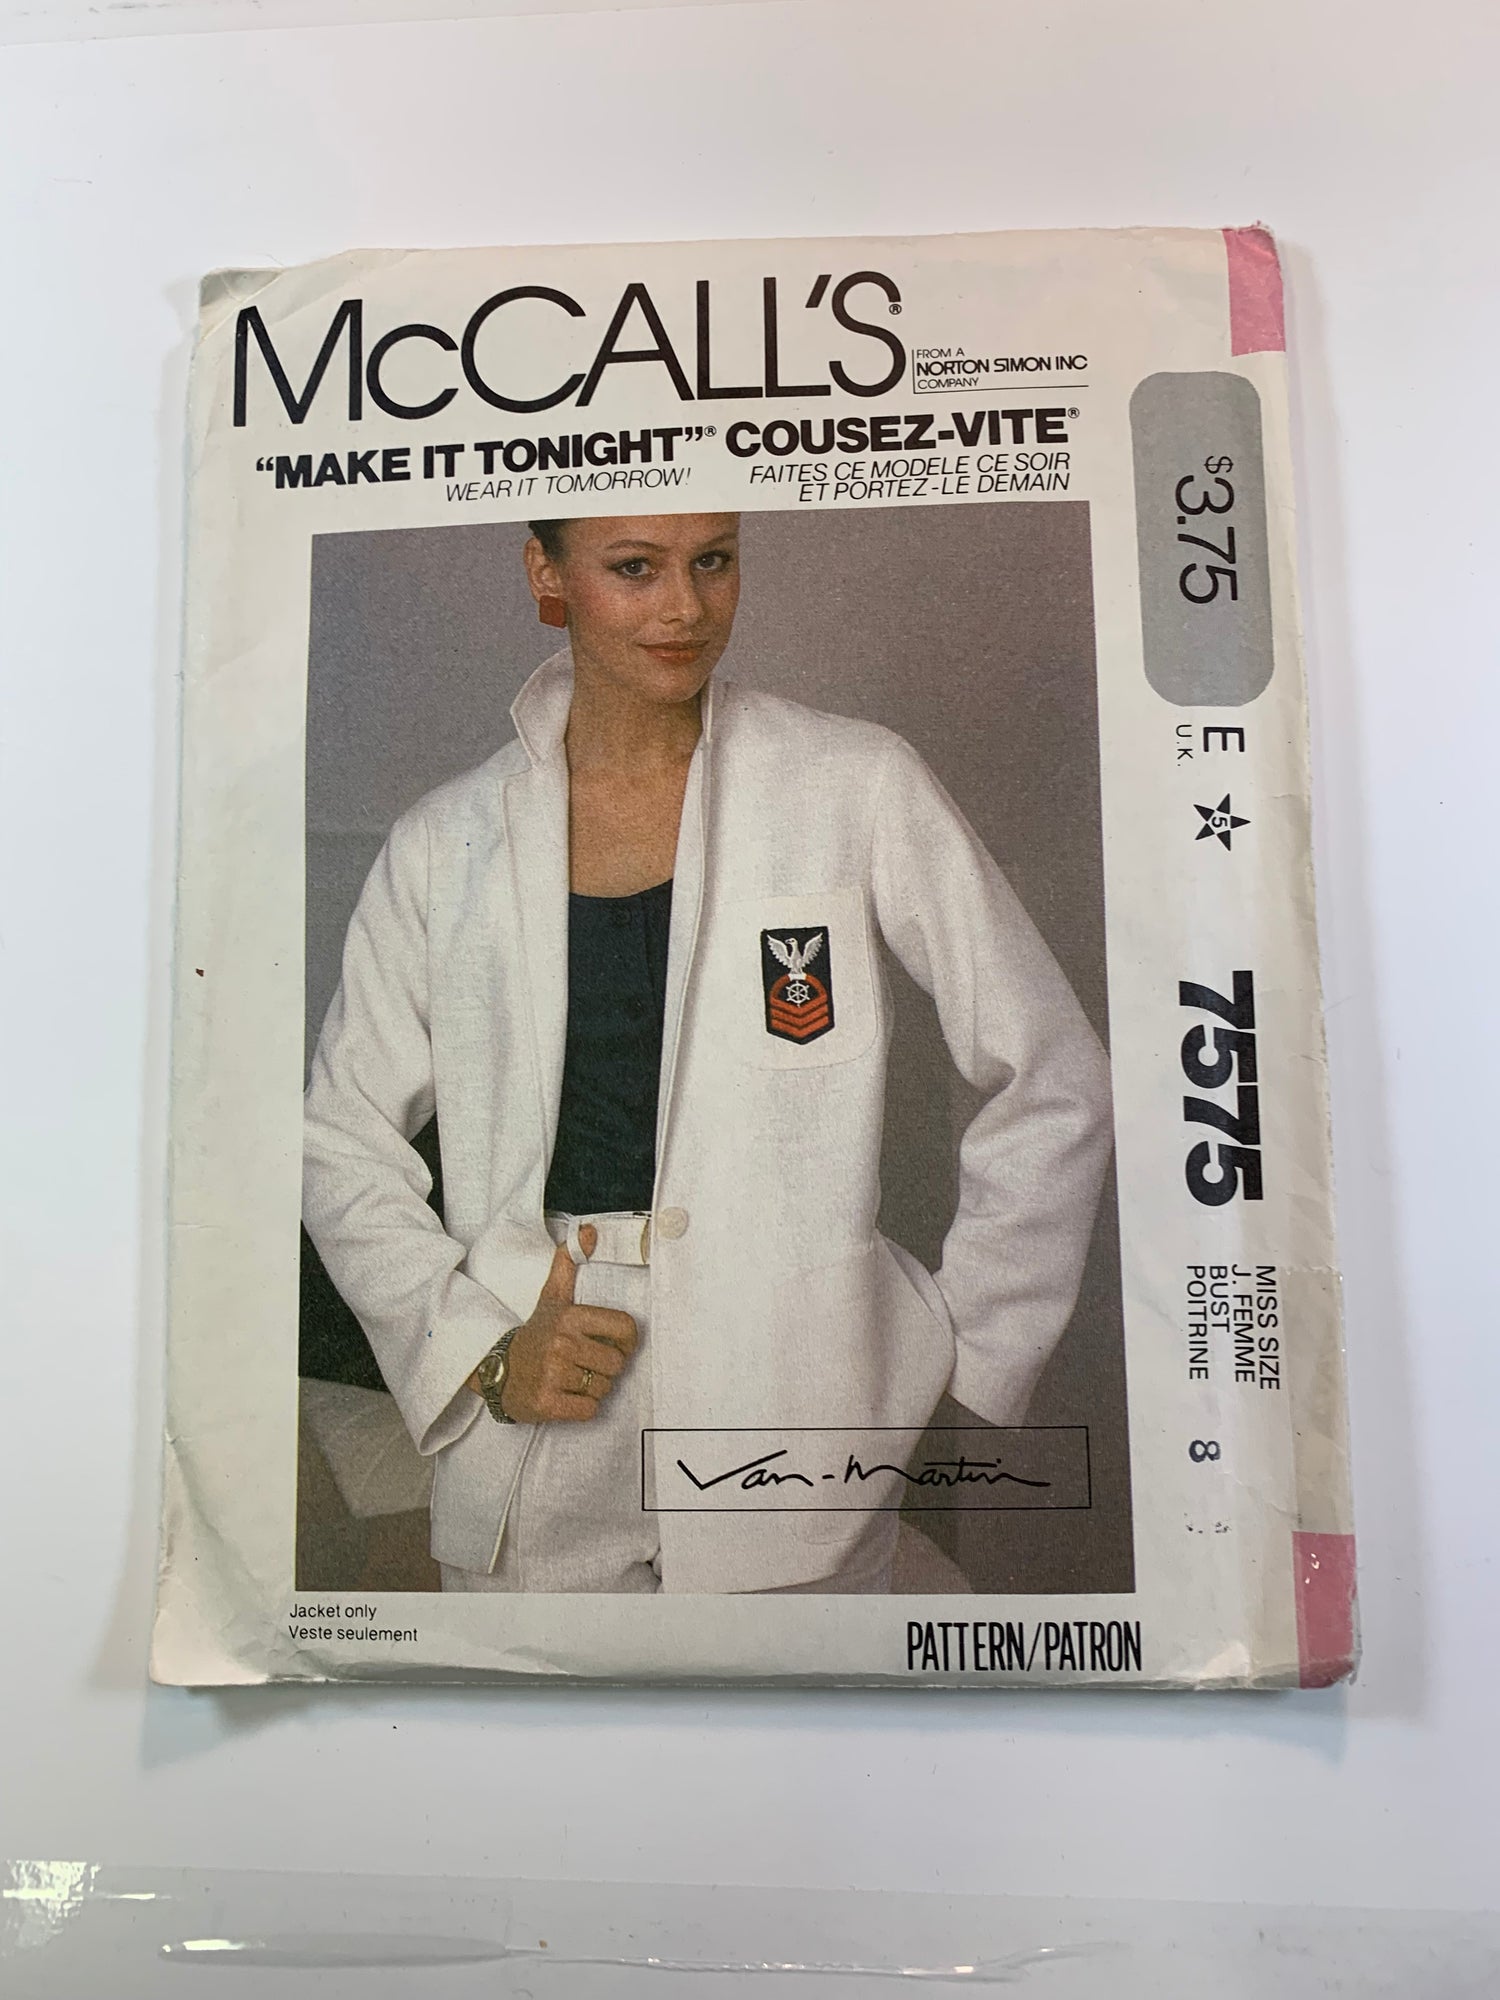 McCALL'S®
FROM A
NORTON SIMON INC
COMPANY
"MAKE IT TONIGHT"® COUSEZ-VITE®
WEAR IT TOMORROW!
FAITES CE MODELE CE SOIR
ET PORTEZ-LE DEMAIN
$3.75
E
U.K.
5
7575
MISS SIZE
J. FEMME
BUST
POITRINE
8
Van-Martin
Jacket only
Veste seulement
PATTERN/PATRON